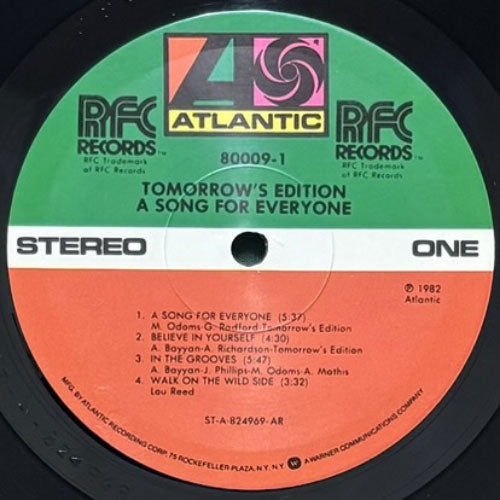 ATLANTIC
RFC
RECORDS™
RFC Trademark
of RFC Records
RFC
RECORDS™
RFC Trademark
of RFC Records
80009-1
TOMORROW'S EDITION
A SONG FOR EVERYONE
STEREO
ONE
℗ 1982
Atlantic
1. A SONG FOR EVERYONE (5:37)
M. Odoms-G. Radford-Tomorrow's Edition
2. BELIEVE IN YOURSELF (4:30)
A. Bayyan-A. Richardson-Tomorrow's Edition
3. IN THE GROOVES (5:47)
A. Bayyan-J. Phillips-M. Odoms-A. Mathis
4. WALK ON THE WILD SIDE (3:32)
Lou Reed
ST-A-824969-AR
MFG. BY ATLANTIC RECORDING CORP. 75 ROCKEFELLER PLAZA, N.Y. N.Y. A WARNER COMMUNICATIONS COMPANY